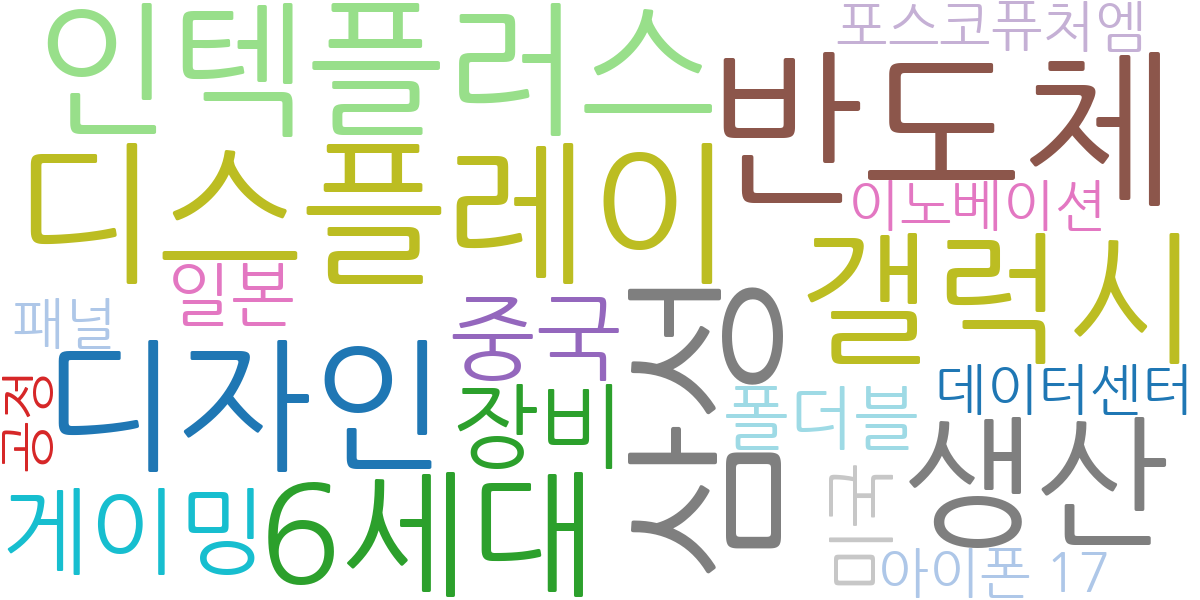 인텍플러스
포스코퓨처엠
반도체
디스플레이
이노베이션
갤럭시
일본
패널
중국
삼성
디자인
공정
장비
폴더블
데이터센터
생산
게이밍
6세대
미국
아이폰 17